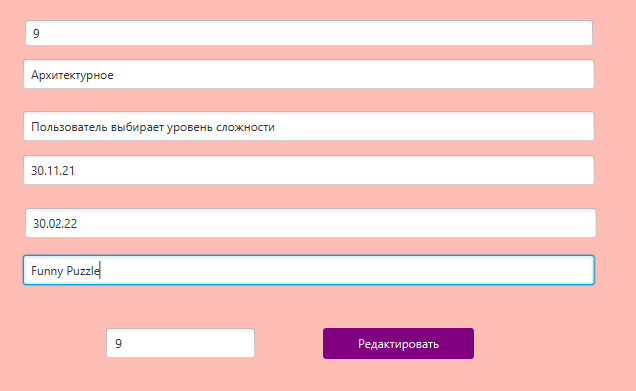 9
Архитектурное
Пользователь выбирает уровень сложности
30.11.21
30.02.22
Funny Puzzle
9
Редактировать